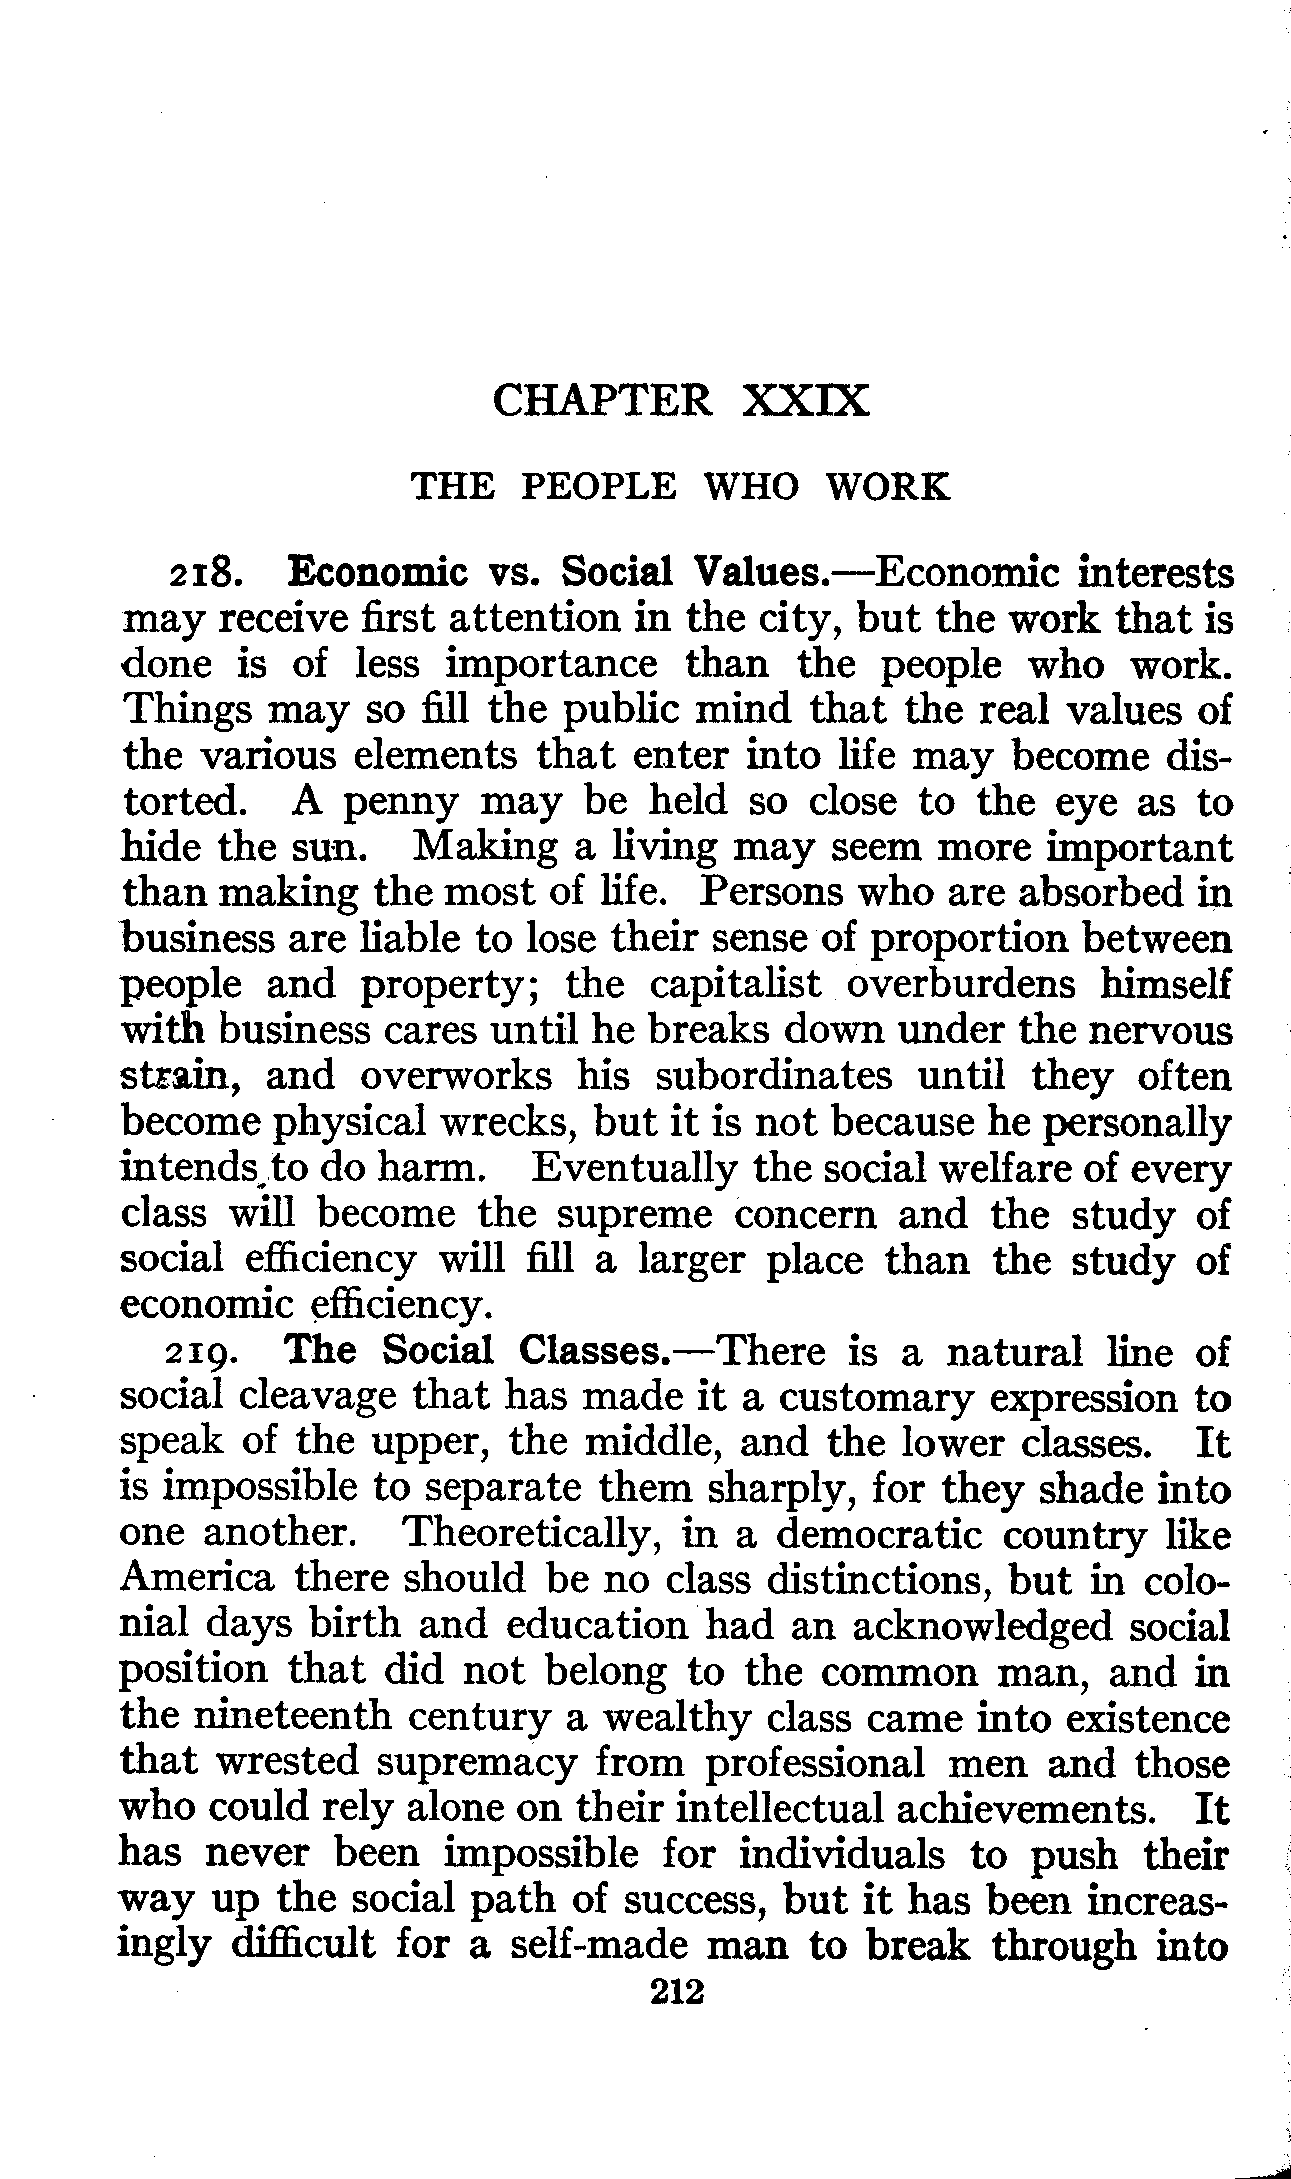 CHAPTER XXIX
THE PEOPLE WHO WORK
218. Economic vs. Social Values.—Economic interests
may receive first attention in the city, but the work that is
done is of less importance than the people who work.
Things may so fill the public mind that the real values of
the various elements that enter into life may become dis-
torted. A penny may be held so close to the eye as to
hide the sun. Making a living may seem more important
than making the most of life. Persons who are absorbed in
business are liable to lose their sense of proportion between
people and property; the capitalist overburdens himself
with business cares until he breaks down under the nervous
strain, and overworks his subordinates until they often
become physical wrecks, but it is not because he personally
intends to do harm. Eventually the social welfare of every
class will become the supreme concern and the study of
social efficiency will fill a larger place than the study of
economic efficiency.
219. The Social Classes.—There is a natural line of
social cleavage that has made it a customary expression to
speak of the upper, the middle, and the lower classes. It
is impossible to separate them sharply, for they shade into
one another. Theoretically, in a democratic country like
America there should be no class distinctions, but in colo-
nial days birth and education had an acknowledged social
position that did not belong to the common man, and in
the nineteenth century a wealthy class came into existence
that wrested supremacy from professional men and those
who could rely alone on their intellectual achievements. It
has never been impossible for individuals to push their
way up the social path of success, but it has been increas-
ingly difficult for a self-made man to break through into
212